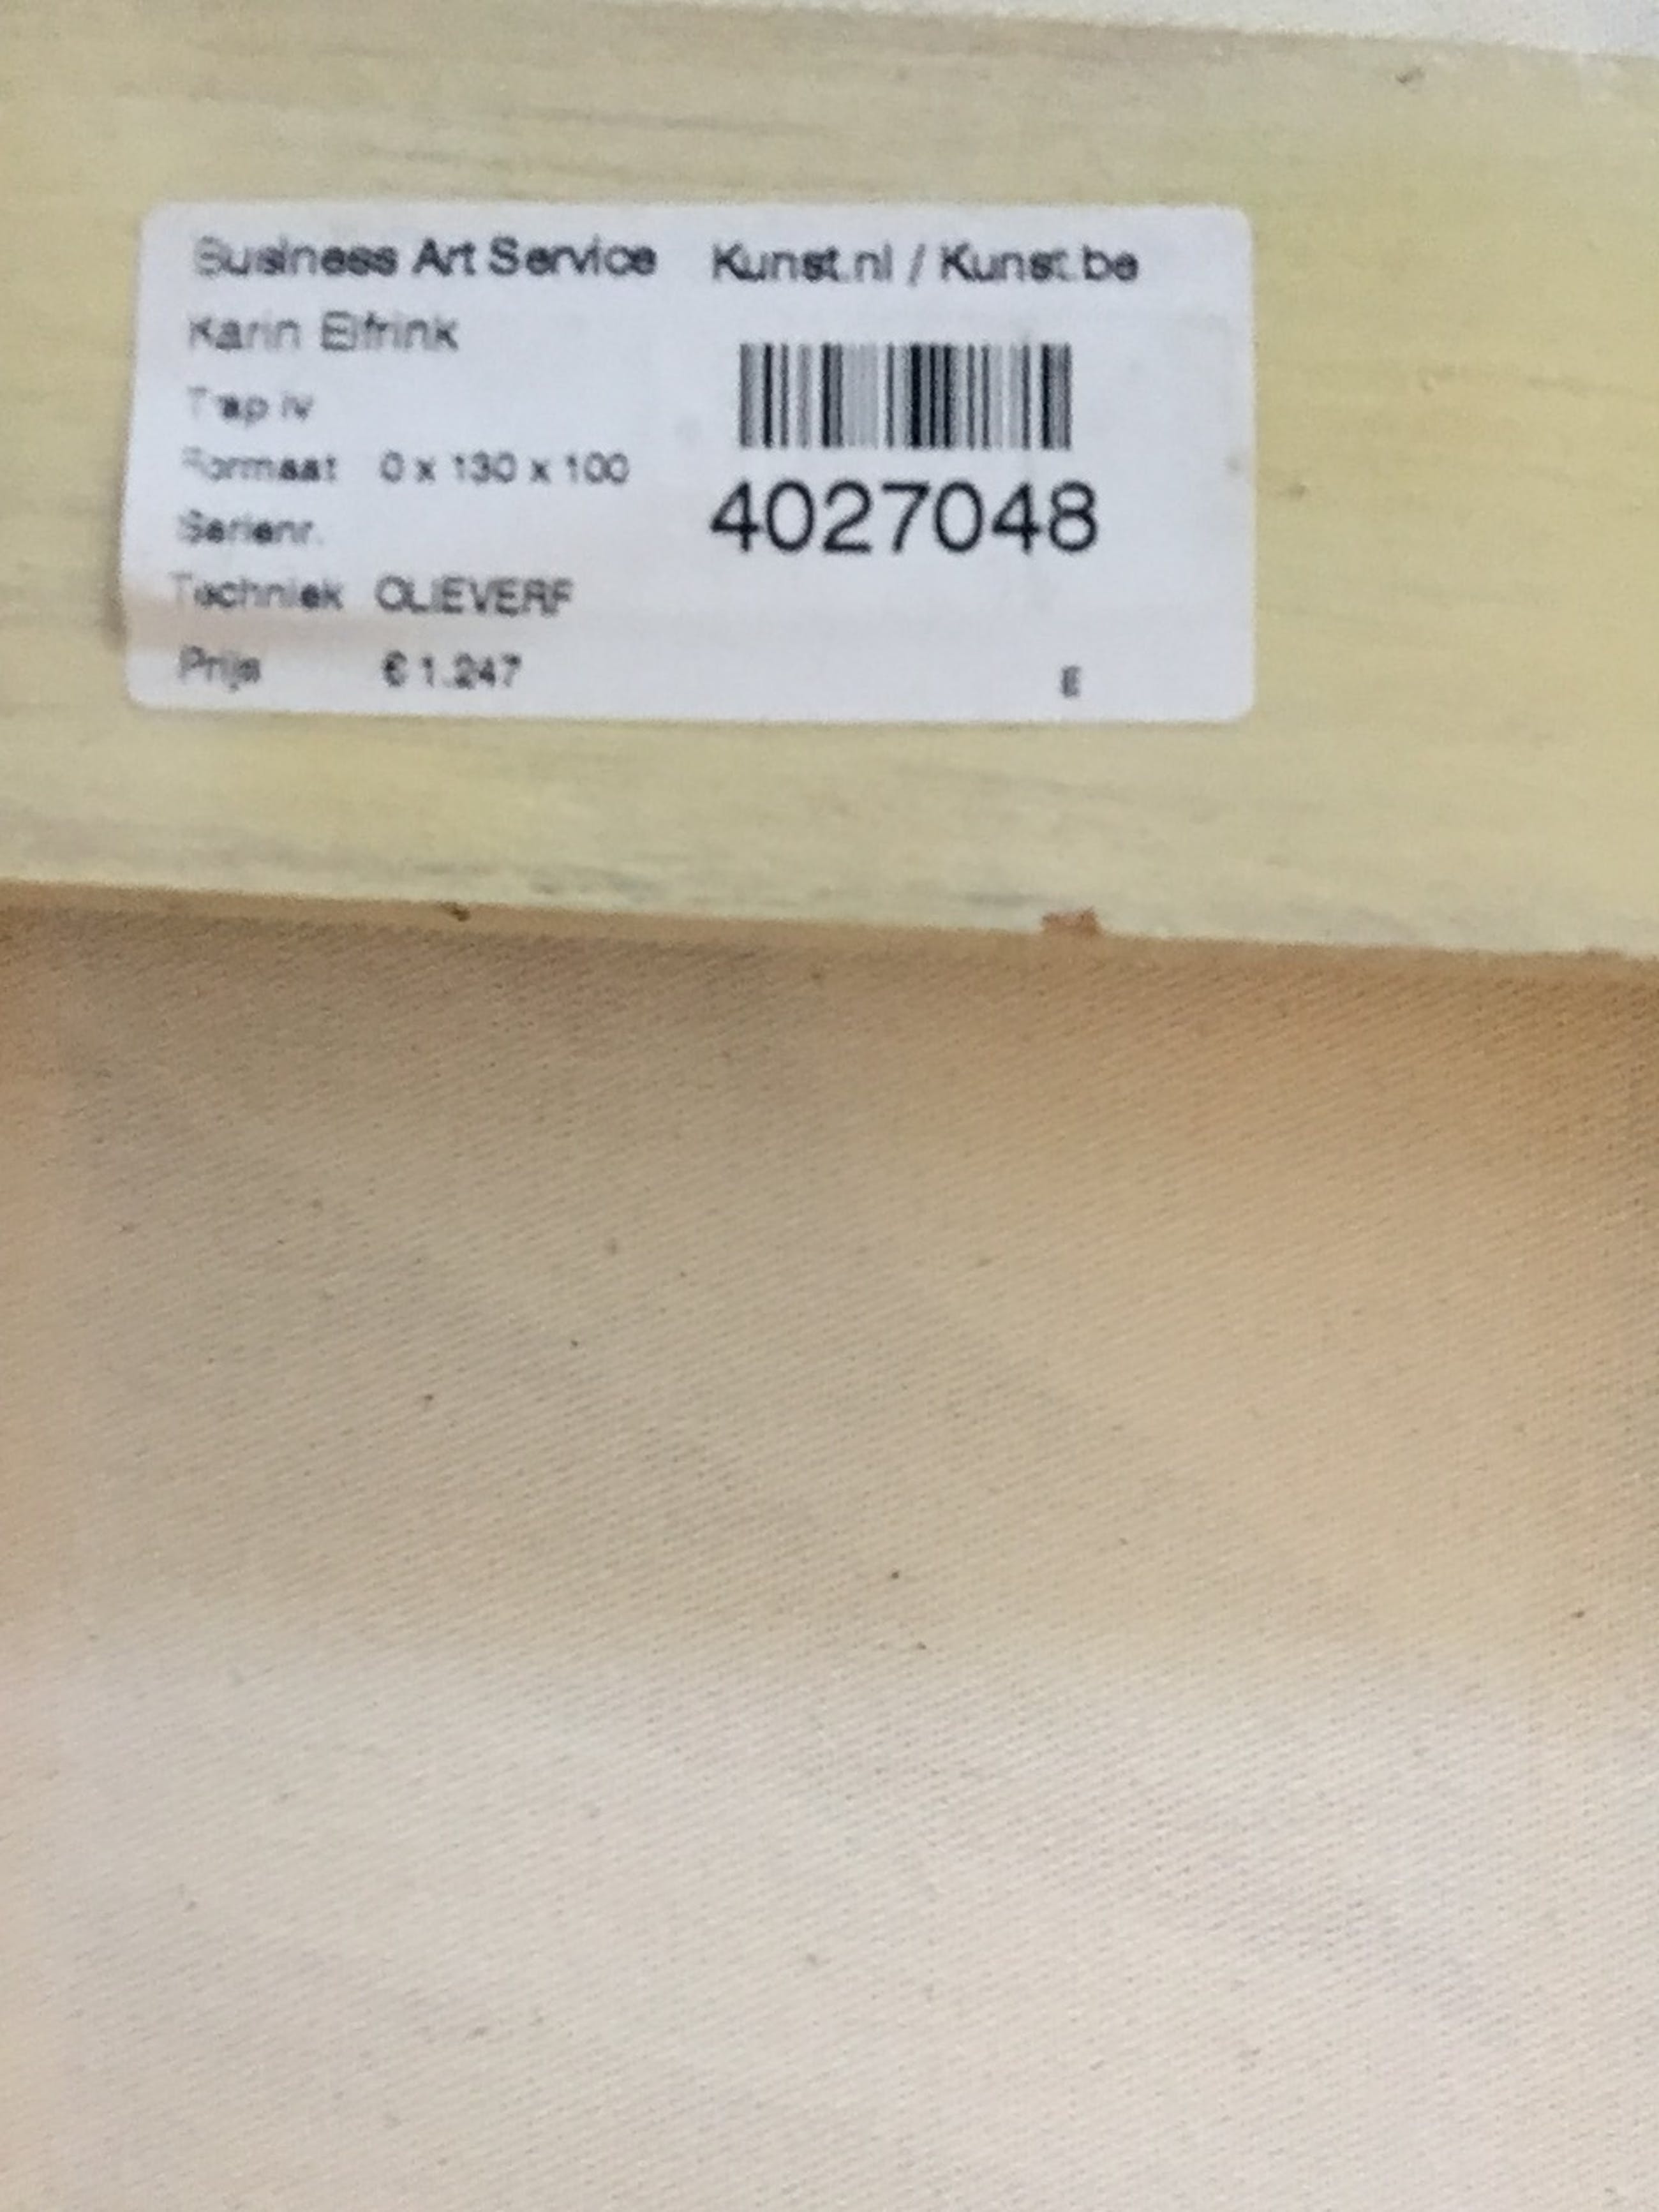 Business Art Service Kunst.nl / Kunst.be
Karin Elfrink
Trap iv
Formaat 0 x 130 x 100
Serienr.
4027048
Techniek OLIEVERF
Prijs € 1.247
E